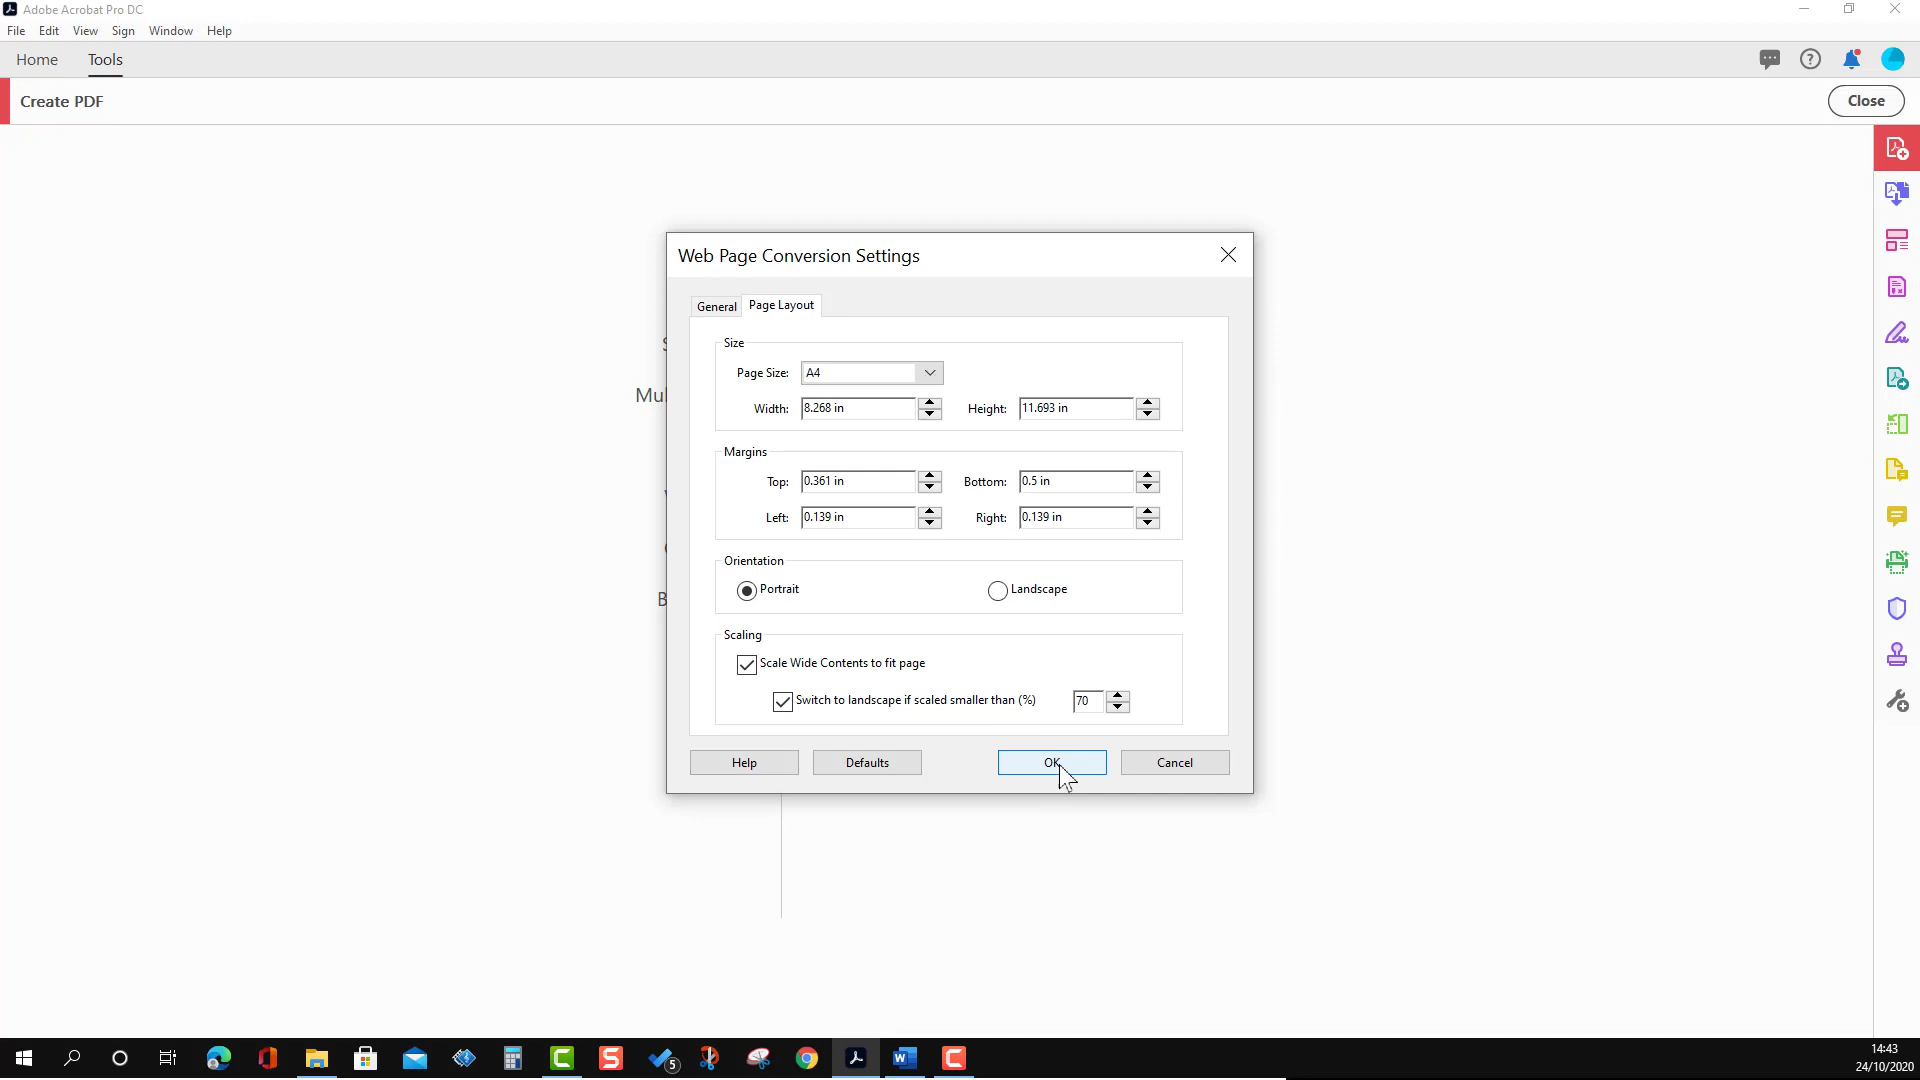 Adobe Acrobat Pro DC
File Edit View Sign Window Help
Home Tools
Create PDF
Close
Web Page Conversion Settings
General Page Layout
Size
Page Size: A4
Width: 8.268 in Height: 11.693 in
Margins
Top: 0.361 in Bottom: 0.5 in
Left: 0.139 in Right: 0.139 in
Orientation
Portrait Landscape
Scaling
Scale Wide Contents to fit page
Switch to landscape if scaled smaller than (%) 70
Help Defaults OK Cancel
Mul
B
5
14:43
24/10/2020